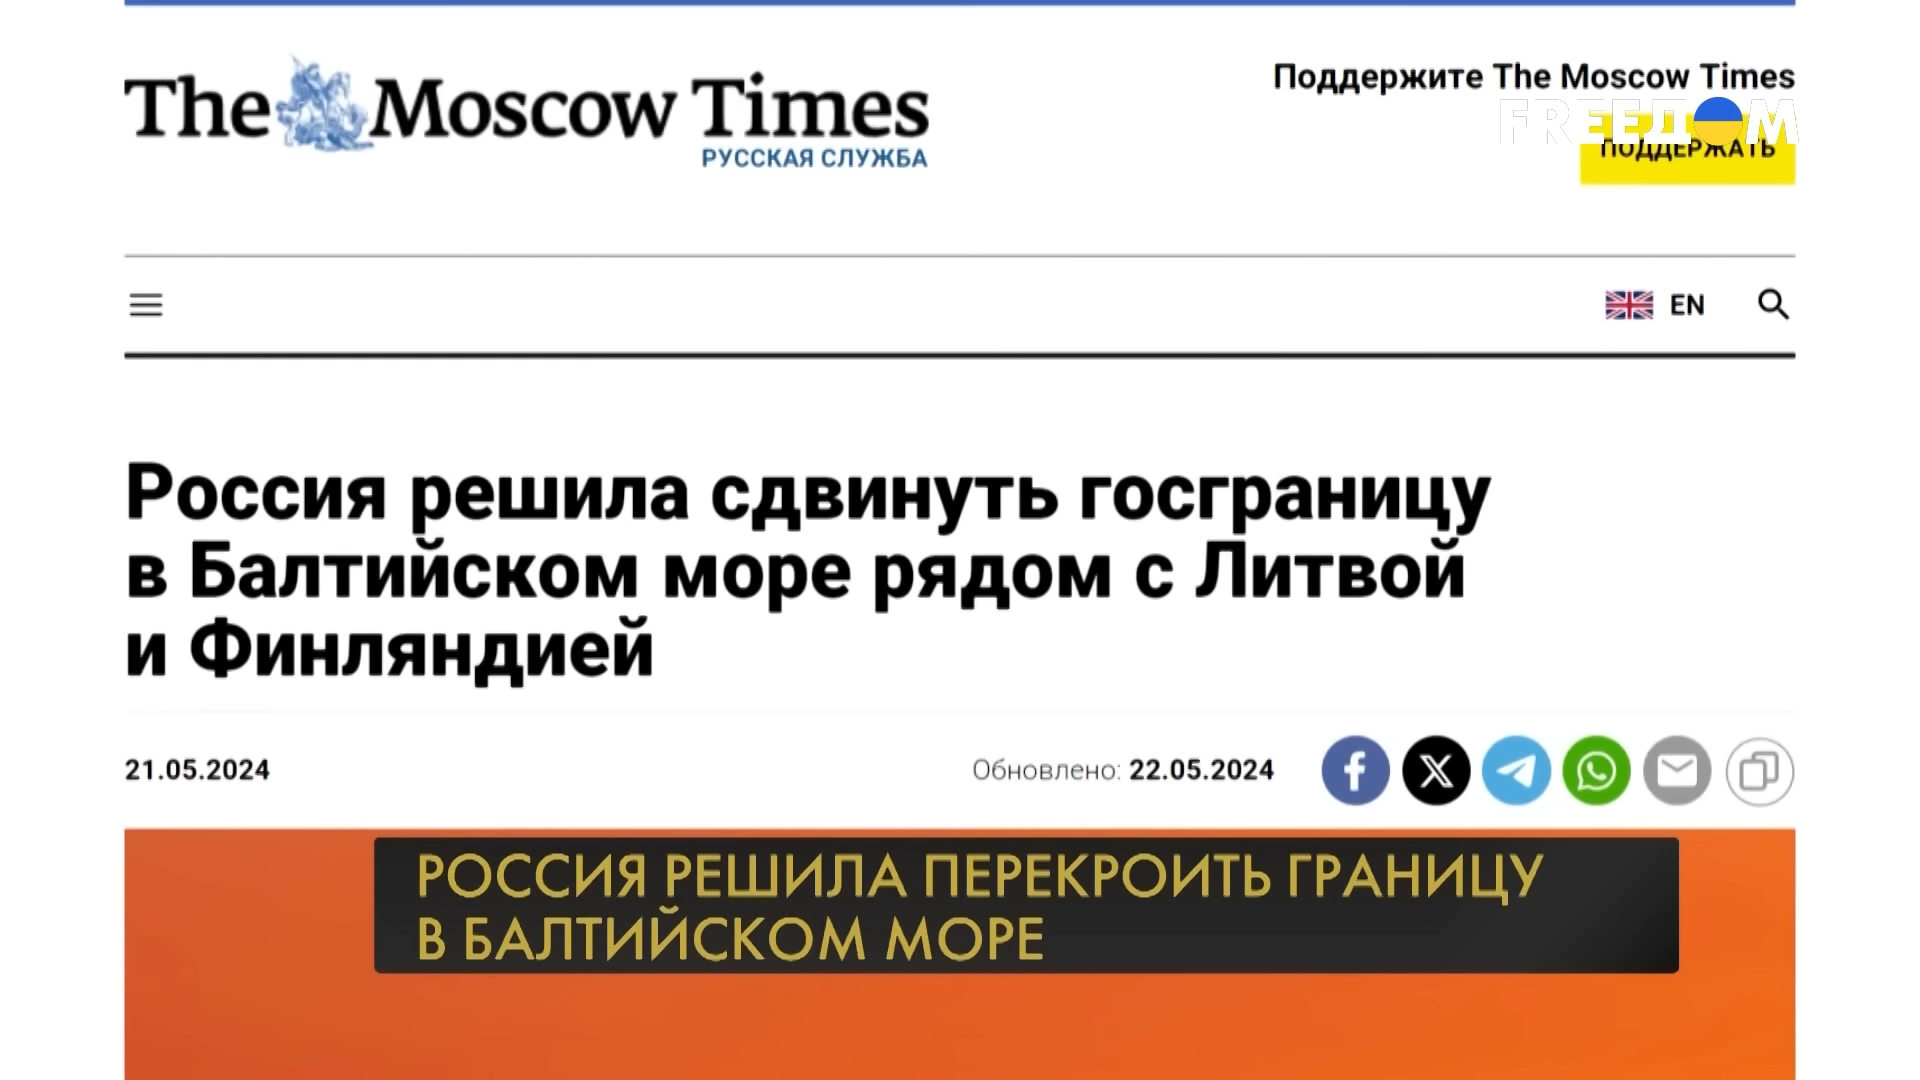 The Moscow Times
РУССКАЯ СЛУЖБА
Поддержите The Moscow Times
FREEДОМ
ПОДДЕРЖАТЬ
EN
Россия решила сдвинуть госграницу
в Балтийском море рядом с Литвой
и Финляндией
21.05.2024
Обновлено: 22.05.2024
РОССИЯ РЕШИЛА ПЕРЕКРОИТЬ ГРАНИЦУ
В БАЛТИЙСКОМ МОРЕ